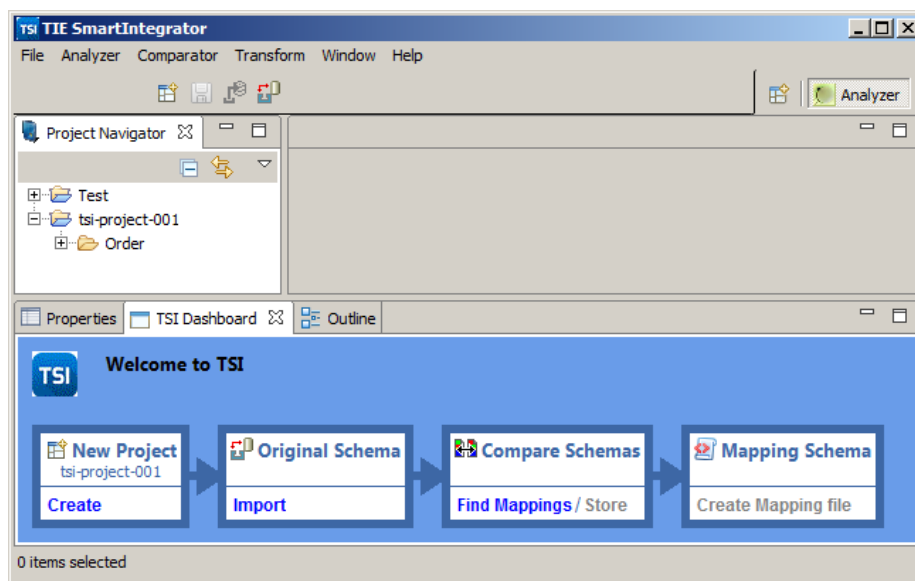 TSI TIE SmartIntegrator
File Analyzer Comparator Transform Window Help
Analyzer
Project Navigator
Test
tsi-project-001
Order
Properties TSI Dashboard Outline
TSI Welcome to TSI
New Project Original Schema Compare Schemas Mapping Schema
tsi-project-001
Create Import Find Mappings / Store Create Mapping file
0 items selected